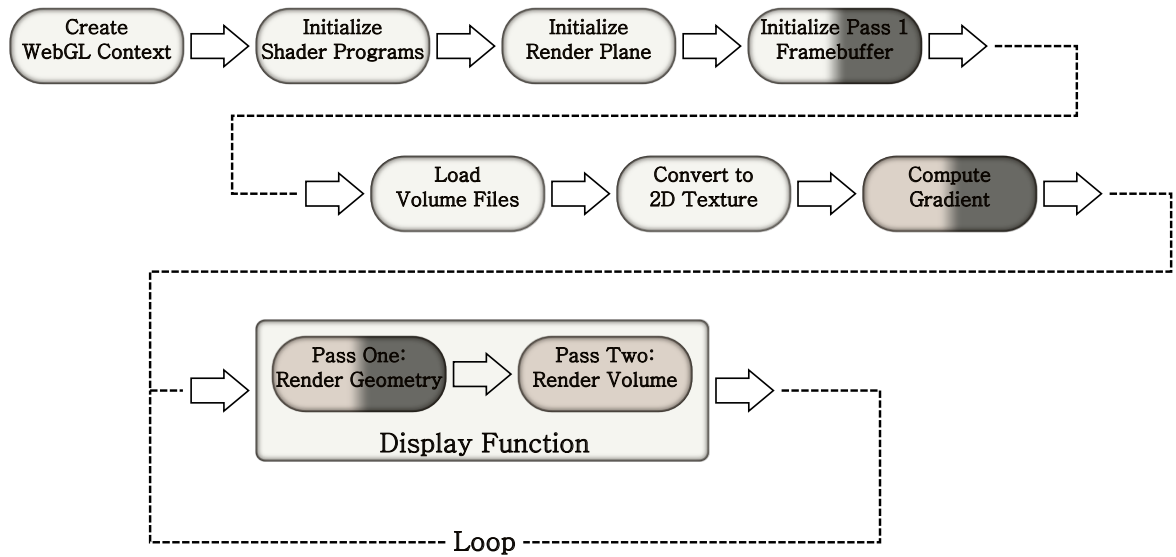 Create
WebGL Context
Initialize
Shader Programs
Initialize
Render Plane
Initialize Pass 1
Framebuffer
Load
Volume Files
Convert to
2D Texture
Compute
Gradient
Pass One:
Render Geometry
Pass Two:
Render Volume
Display Function
Loop